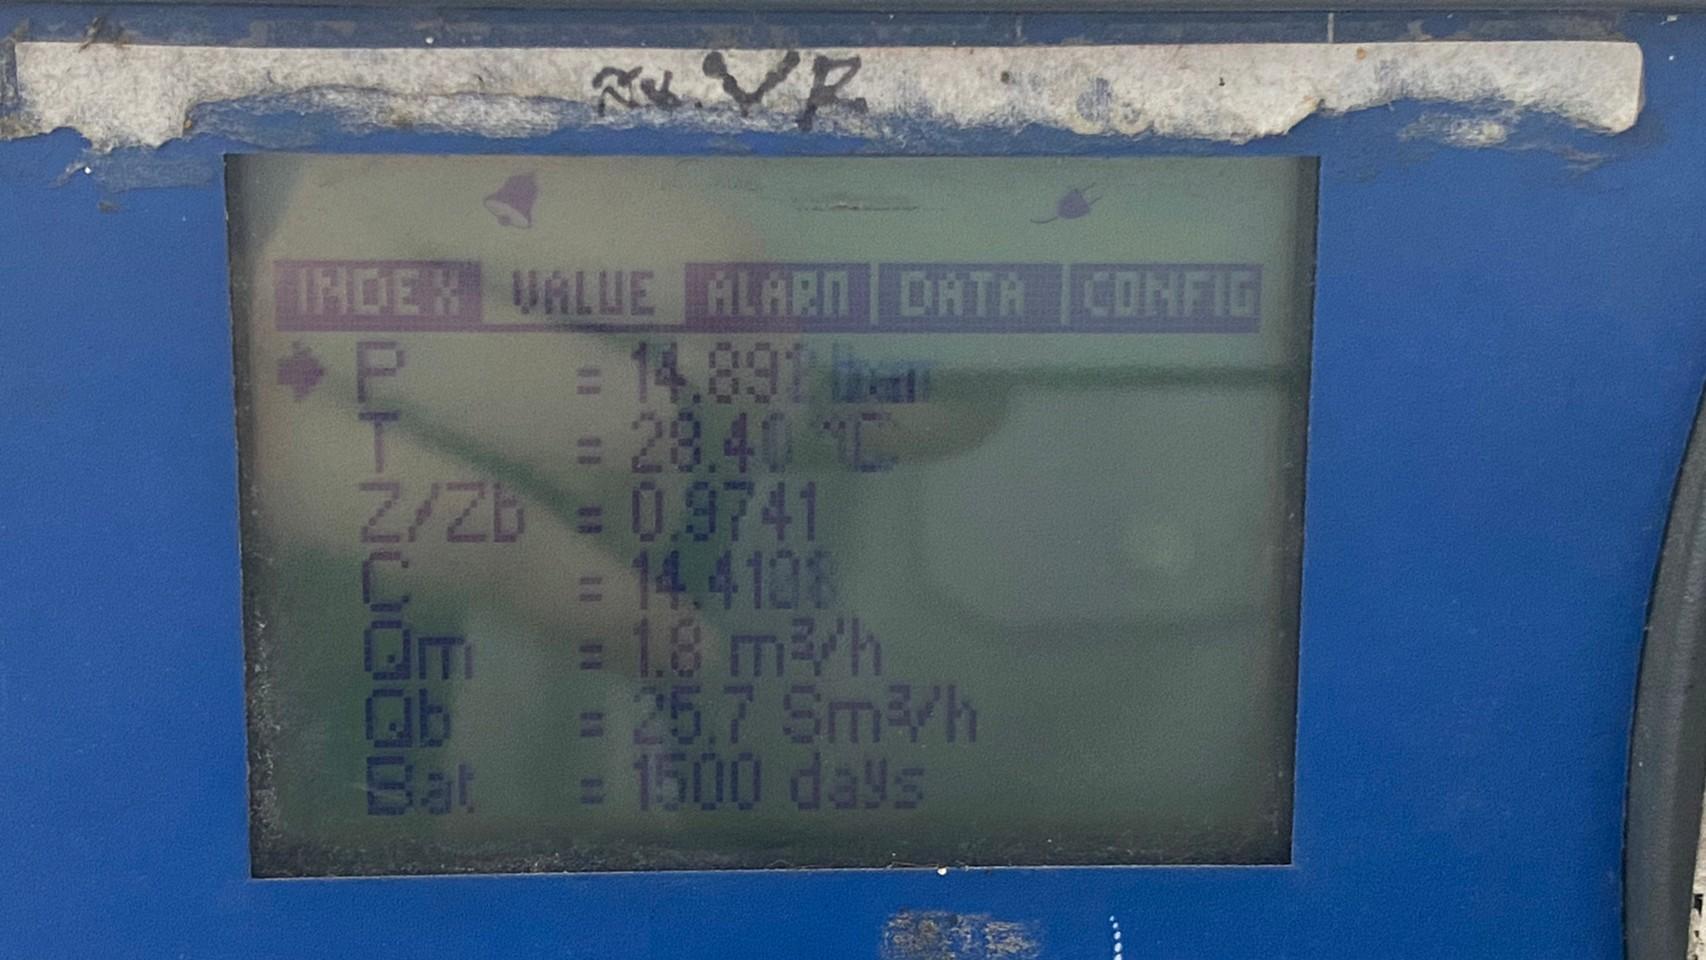 INDEX VALUE ALARM DATA CONFIG
P = 14.891 bar
T = 28.40 °C
Z/Zb = 0.9741
C = 14.4108
Qm = 1.8 m³/h
Qb = 25.7 Sm³/h
Bat = 1500 days